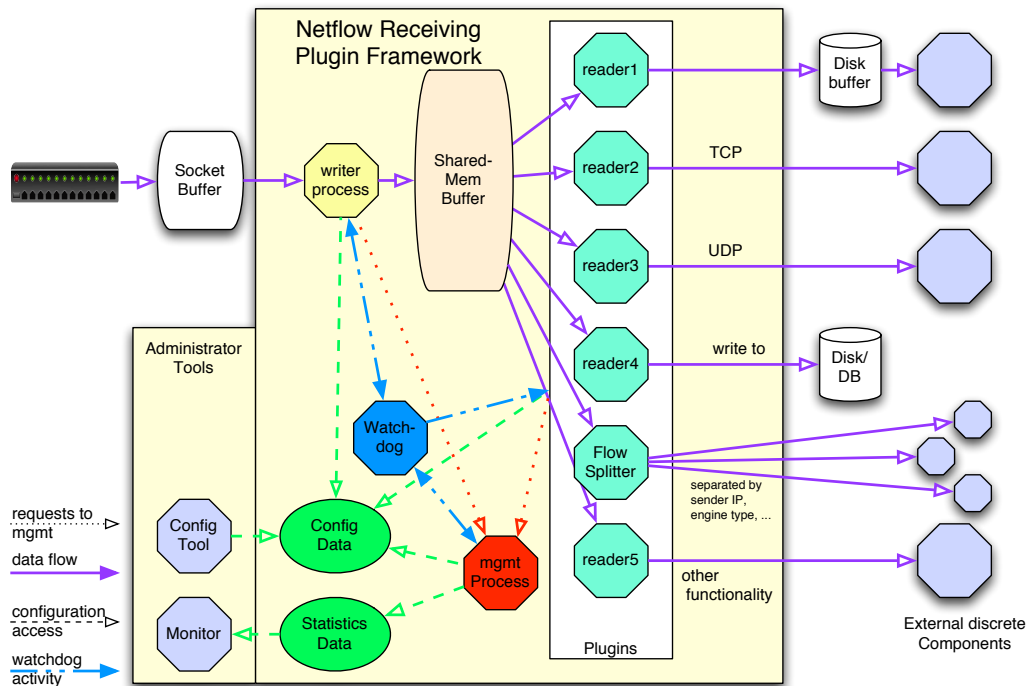 Netflow Receiving
Plugin Framework
Socket
Buffer
writer
process
Shared-
Mem
Buffer
reader1
Disk
buffer
reader2
TCP
reader3
UDP
reader4
write to
Disk/
DB
Administrator
Tools
Watch-
dog
Flow
Splitter
separated by
sender IP,
engine type, ...
Config
Tool
Config
Data
mgmt
Process
reader5
other
functionality
Monitor
Statistics
Data
Plugins
External discrete
Components
requests to
mgmt
data flow
configuration
access
watchdog
activity